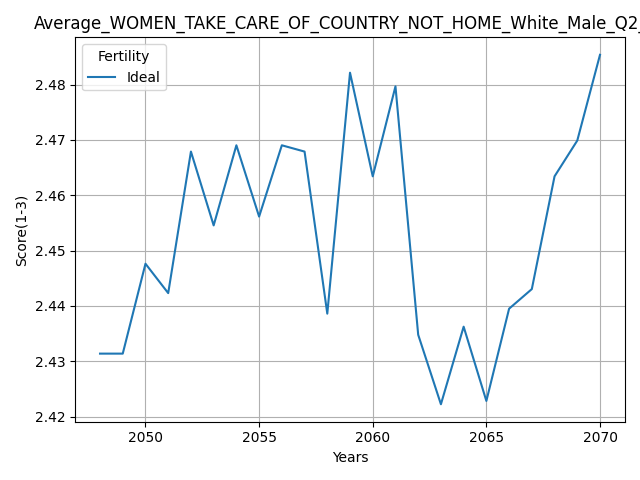 Average_WOMEN_TAKE_CARE_OF_COUNTRY_NOT_HOME_White_Male_Q2_
Fertility
Ideal
Score(1-3)
2.48
2.47
2.46
2.45
2.44
2.43
2.42
2050 2055 2060 2065 2070
Years